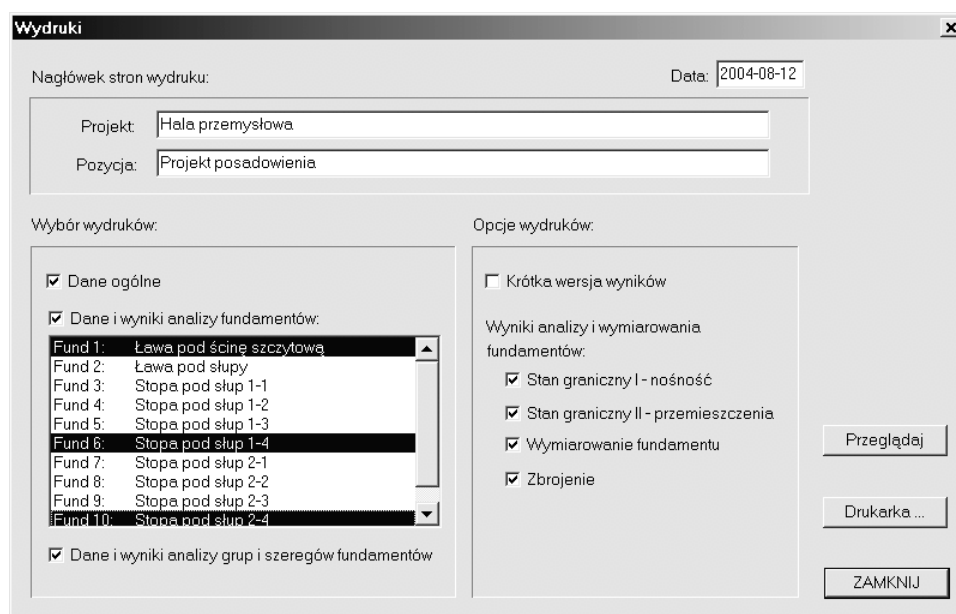 Wydruki
Nagłówek stron wydruku:
Data: 2004-08-12
Projekt: Hala przemysłowa
Pozycja: Projekt posadowienia
Wybór wydruków:
Dane ogólne
Dane i wyniki analizy fundamentów:
Fund 1: Ława pod ścinę szczytową
Fund 2: Ława pod słupy
Fund 3: Stopa pod słup 1-1
Fund 4: Stopa pod słup 1-2
Fund 5: Stopa pod słup 1-3
Fund 6: Stopa pod słup 1-4
Fund 7: Stopa pod słup 2-1
Fund 8: Stopa pod słup 2-2
Fund 9: Stopa pod słup 2-3
Fund 10: Stopa pod słup 2-4
Dane i wyniki analizy grup i szeregów fundamentów
Opcje wydruków:
Krótka wersja wyników
Wyniki analizy i wymiarowania
fundamentów:
Stan graniczny I - nośność
Stan graniczny II - przemieszczenia
Wymiarowanie fundamentu
Zbrojenie
Przeglądaj
Drukarka ...
ZAMKNIJ